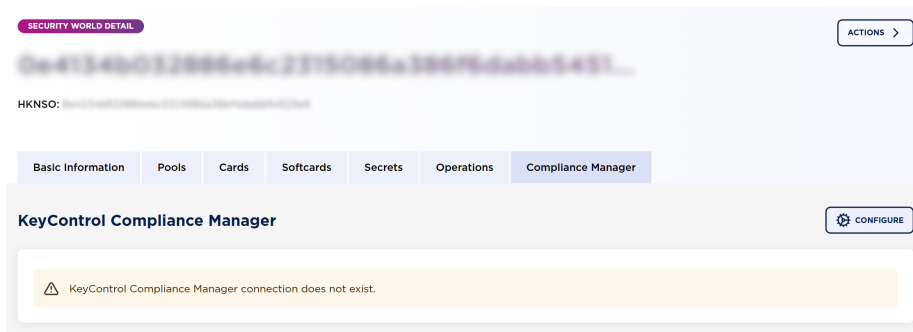 SECURITY WORLD DETAIL
ACTIONS
HKNSO:
Basic Information Pools Cards Softcards Secrets Operations Compliance Manager
KeyControl Compliance Manager
CONFIGURE
KeyControl Compliance Manager connection does not exist.